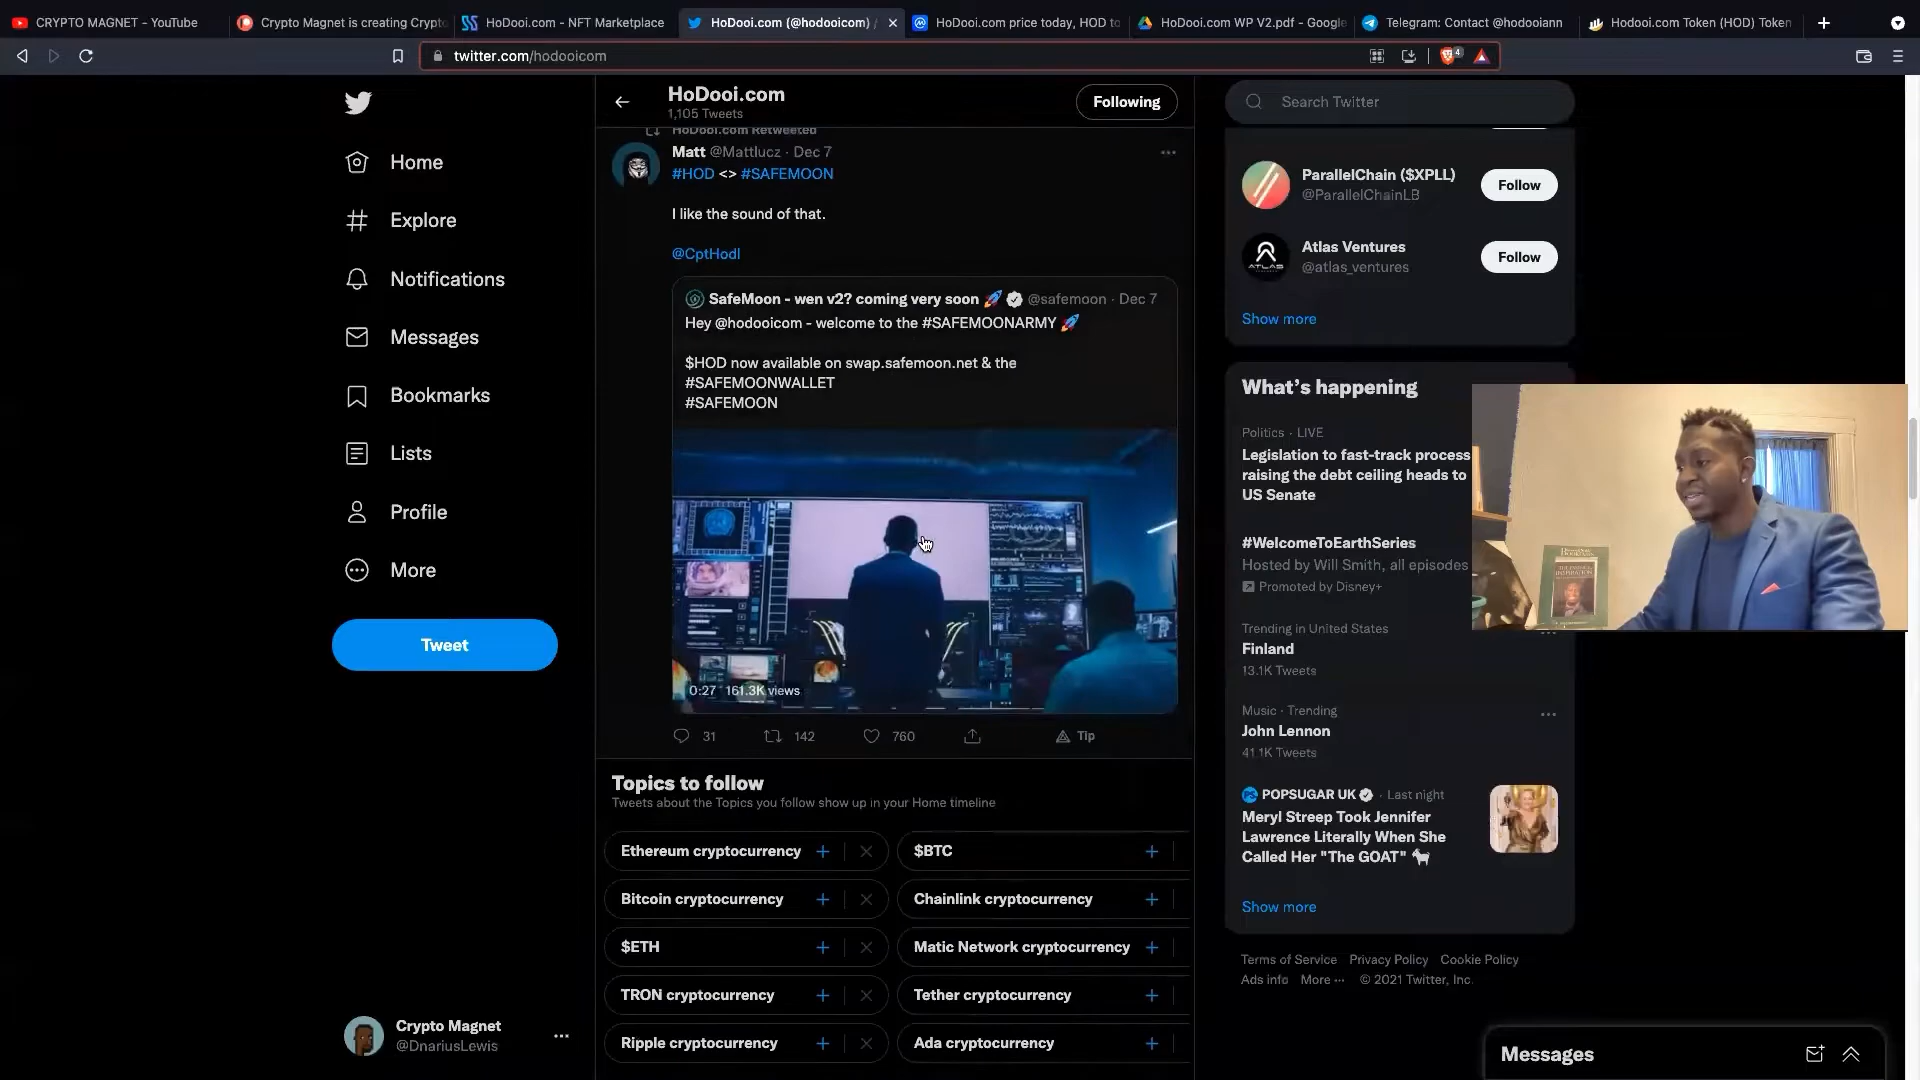 CRYPTO MAGNET - YouTube
Crypto Magnet is creating Crypto
HoDooi.com - NFT Marketplace
HoDooi.com (@hodooicom) /
HoDooi.com price today, HOD to
HoDooi.com WP V2.pdf - Google
Telegram: Contact @hodooiann
Hodooi.com Token (HOD) Token
twitter.com/hodooicom
4
HoDooi.com
1,105 Tweets
Following
Search Twitter
Home
Explore
Notifications
Messages
Bookmarks
Lists
Profile
More
Tweet
Crypto Magnet
@DnariusLewis
HoDooi.com Retweeted
Matt @Mattlucz · Dec 7
#HOD <> #SAFEMOON
I like the sound of that.
@CptHodl
SafeMoon - wen v2? coming very soon 🚀 @safemoon · Dec 7
Hey @hodooicom - welcome to the #SAFEMOONARMY 🚀
$HOD now available on swap.safemoon.net & the
#SAFEMOONWALLET
#SAFEMOON
0:27 161.3K views
31
142
760
Tip
Topics to follow
Tweets about the Topics you follow show up in your Home timeline
Ethereum cryptocurrency
$BTC
Bitcoin cryptocurrency
Chainlink cryptocurrency
$ETH
Matic Network cryptocurrency
TRON cryptocurrency
Tether cryptocurrency
Ripple cryptocurrency
Ada cryptocurrency
ParallelChain ($XPLL)
@ParallelChainLB
Follow
ATLAS
Atlas Ventures
@atlas_ventures
Follow
Show more
What's happening
Politics · LIVE
Legislation to fast-track process
raising the debt ceiling heads to
US Senate
#WelcomeToEarthSeries
Hosted by Will Smith, all episodes
Promoted by Disney+
Trending in United States
Finland
13.1K Tweets
Music · Trending
John Lennon
41.1K Tweets
POPSUGAR UK · Last night
Meryl Streep Took Jennifer
Lawrence Literally When She
Called Her "The GOAT" 🐐
Show more
Terms of Service Privacy Policy Cookie Policy
Ads info More ··· © 2021 Twitter, Inc.
Messages